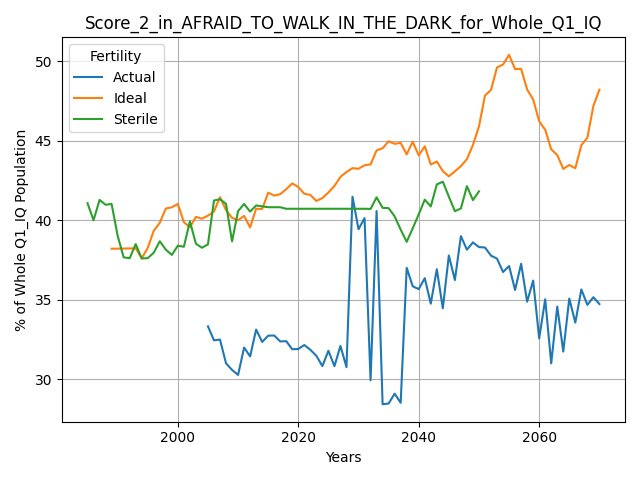 Score_2_in_AFRAID_TO_WALK_IN_THE_DARK_for_Whole_Q1_IQ
Fertility
Actual
Ideal
Sterile
% of Whole Q1_IQ Population
50
45
40
35
30
2000
2020
2040
2060
Years